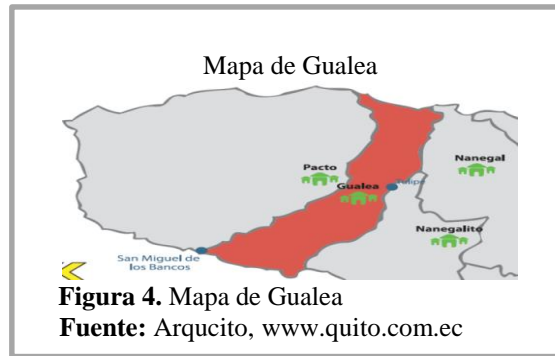 Mapa de Gualea
Pacto
Nanegal
Gualea
Tulipe
Nanegalito
San Miguel de
los Bancos
Figura 4. Mapa de Gualea
Fuente: Arqucito, www.quito.com.ec